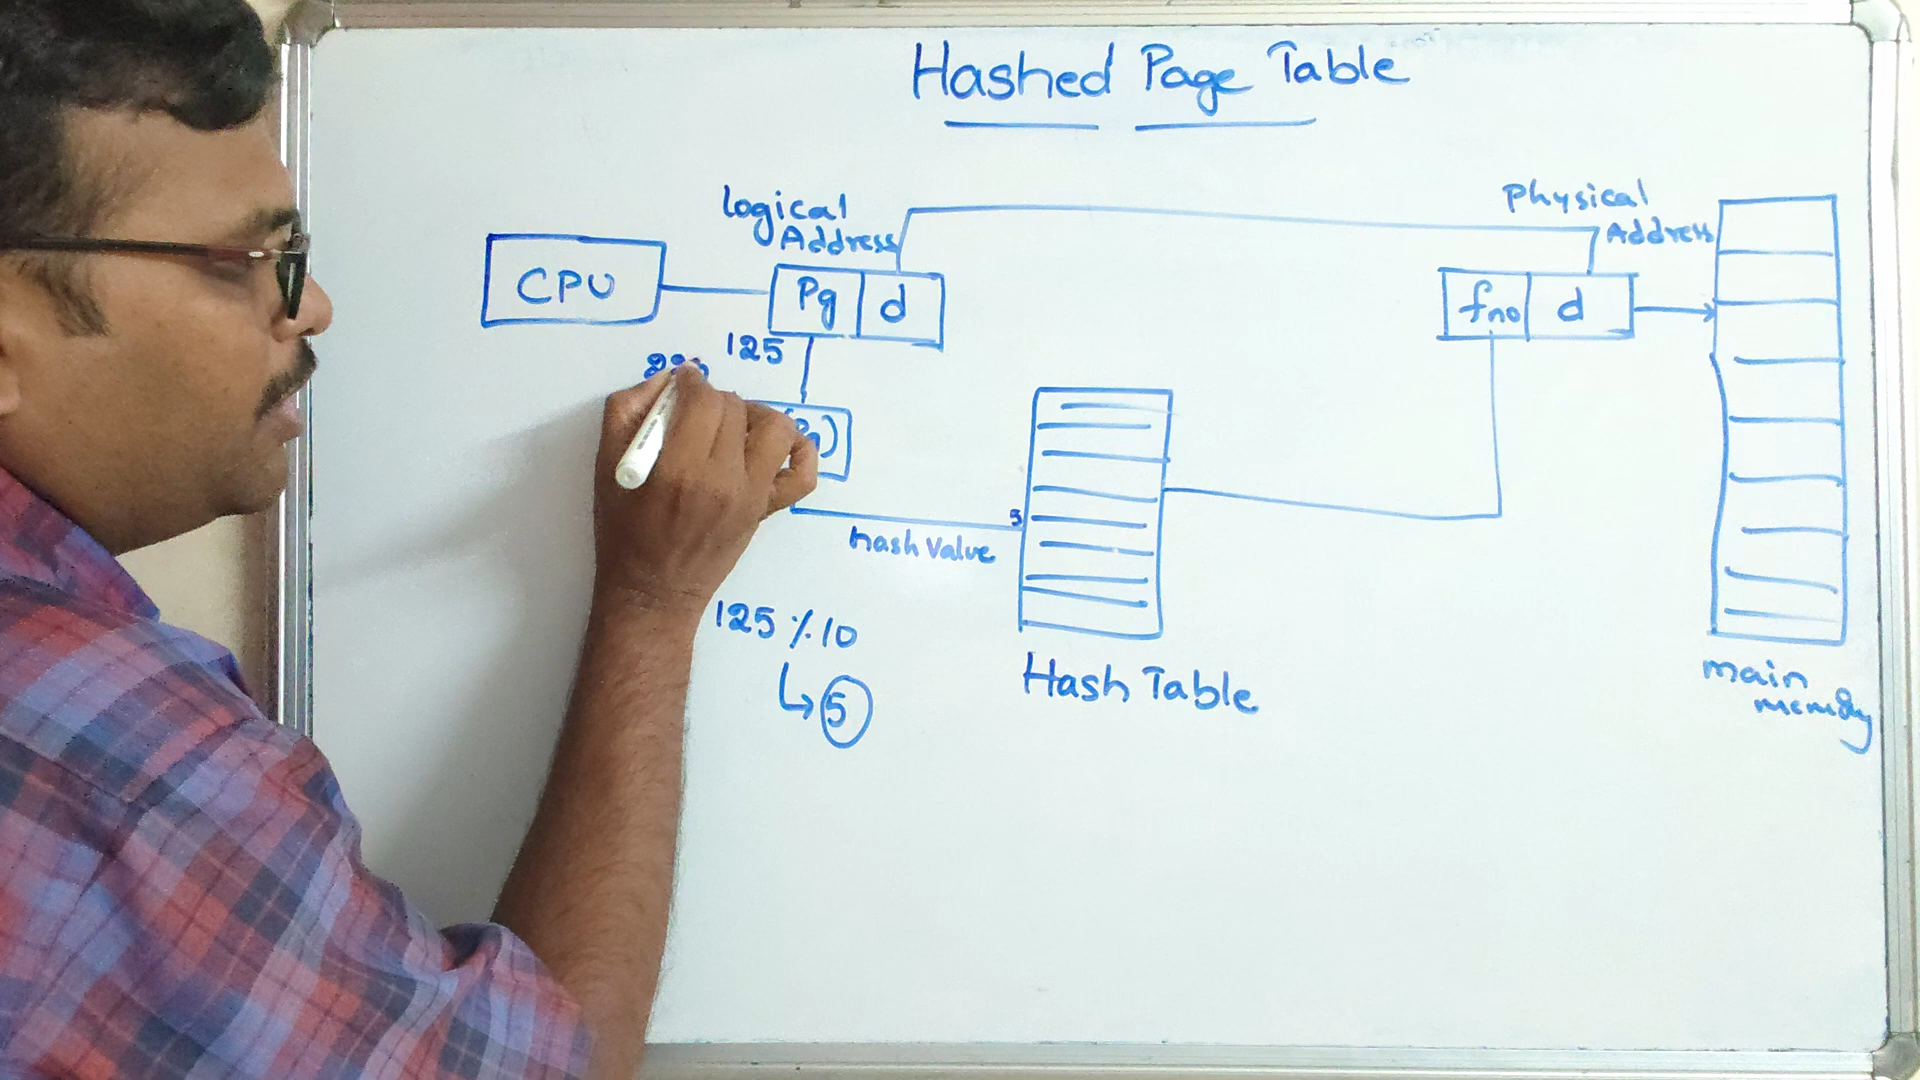 Hashed Page Table
Logical
Address
Physical
Address
CPU
Pg d
fno d
125
5
hash value
125 % 10
5
Hash Table
main
memory